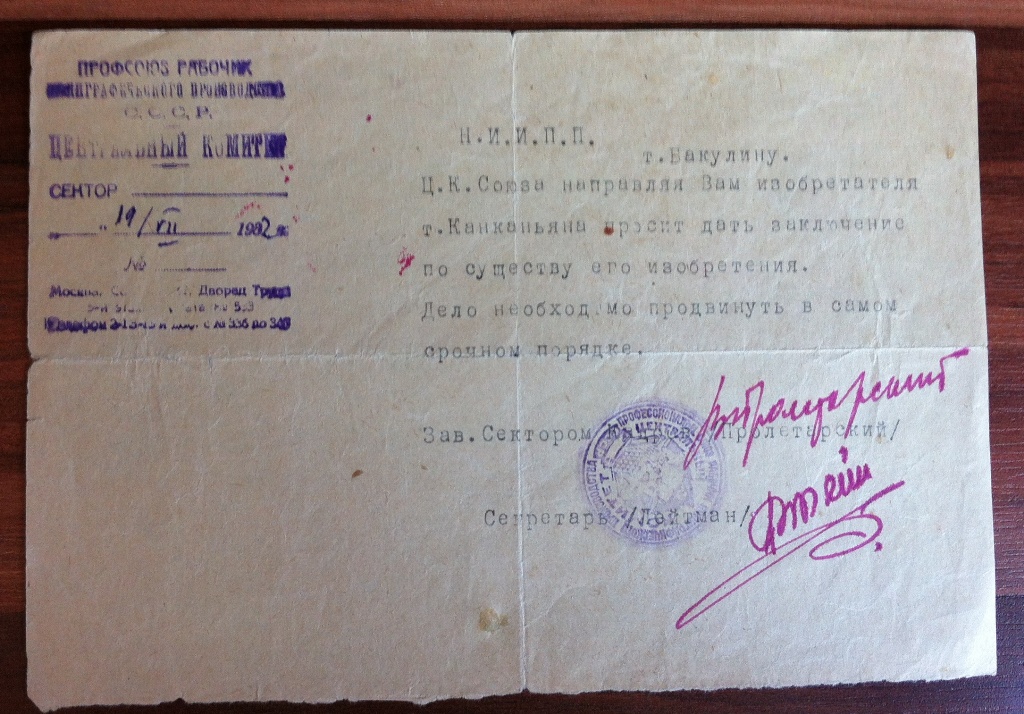 ПРОФСОЮЗ РАБОЧИХ
ПОЛИГРАФИЧЕСКОГО ПРОИЗВОДСТВА
С. С. С. Р.
ЦЕНТРАЛЬНЫЙ КОМИТЕТ
СЕКТОР
„ 19/VII 1932 г.
№
Москва, Дворец Труда
Телефон
Н.И.И.П.П.
т.Бакулину.
Ц.К.Союза направляя Вам изобретателя
т.Канканьяна просит дать заключение
по существу его изобретения.
Дело необходимо продвинуть в самом
срочном порядке.
Зав.Сектором /Пролетарский/
Секретарь /Лейтман/